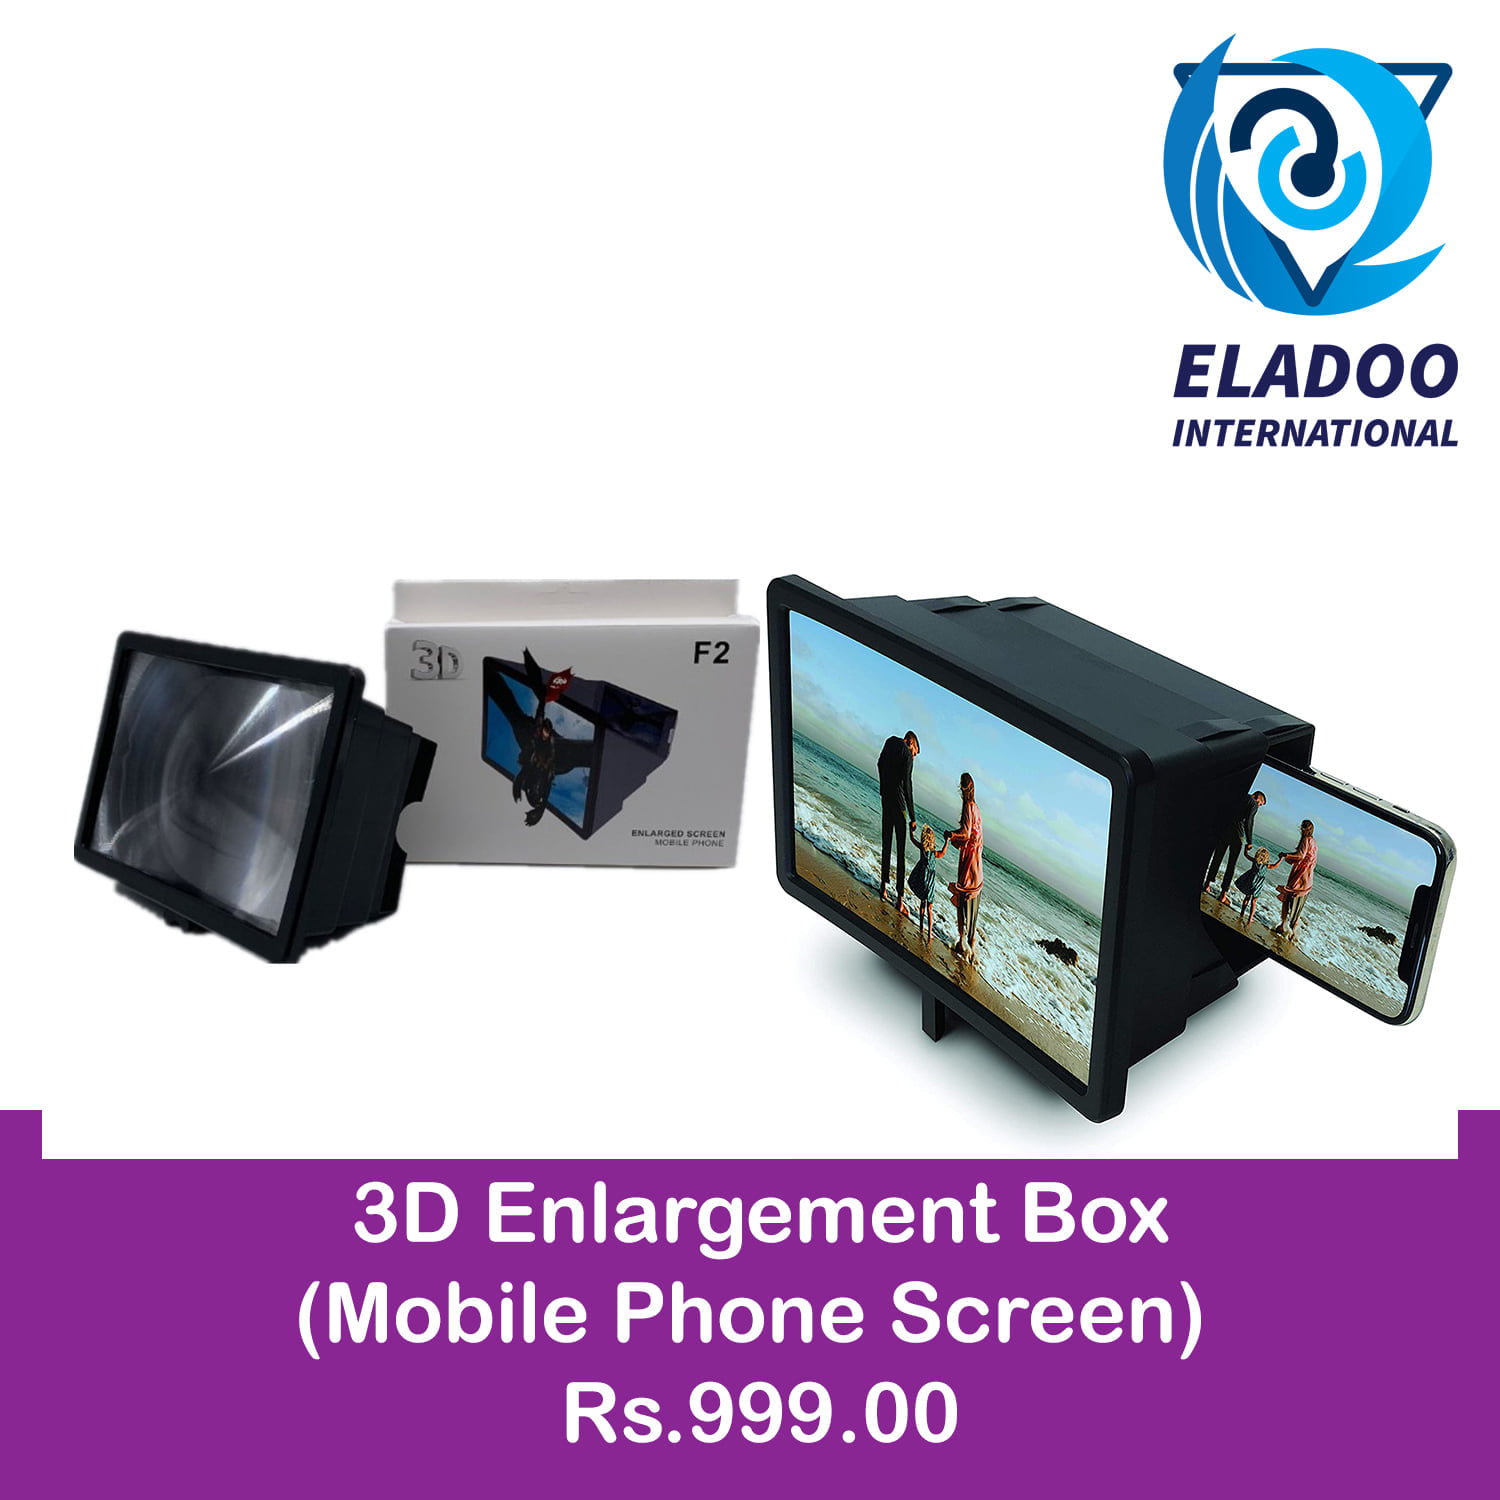 ELADOO
INTERNATIONAL
3D
F2
ENLARGED SCREEN
MOBILE PHONE
3D Enlargement Box
(Mobile Phone Screen)
Rs.999.00